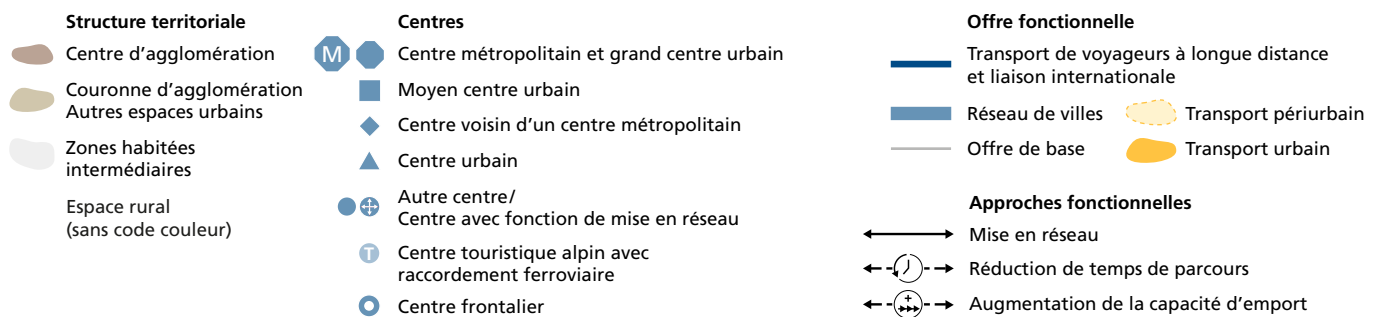 Structure territoriale
Centre d’agglomération
Couronne d’agglomération
Autres espaces urbains
Zones habitées
intermédiaires
Espace rural
(sans code couleur)
Centres
M
Centre métropolitain et grand centre urbain
Moyen centre urbain
Centre voisin d’un centre métropolitain
Centre urbain
Autre centre/
Centre avec fonction de mise en réseau
T
Centre touristique alpin avec
raccordement ferroviaire
Centre frontalier
Offre fonctionnelle
Transport de voyageurs à longue distance
et liaison internationale
Réseau de villes
Transport périurbain
Offre de base
Transport urbain
Approches fonctionnelles
Mise en réseau
Réduction de temps de parcours
Augmentation de la capacité d’emport